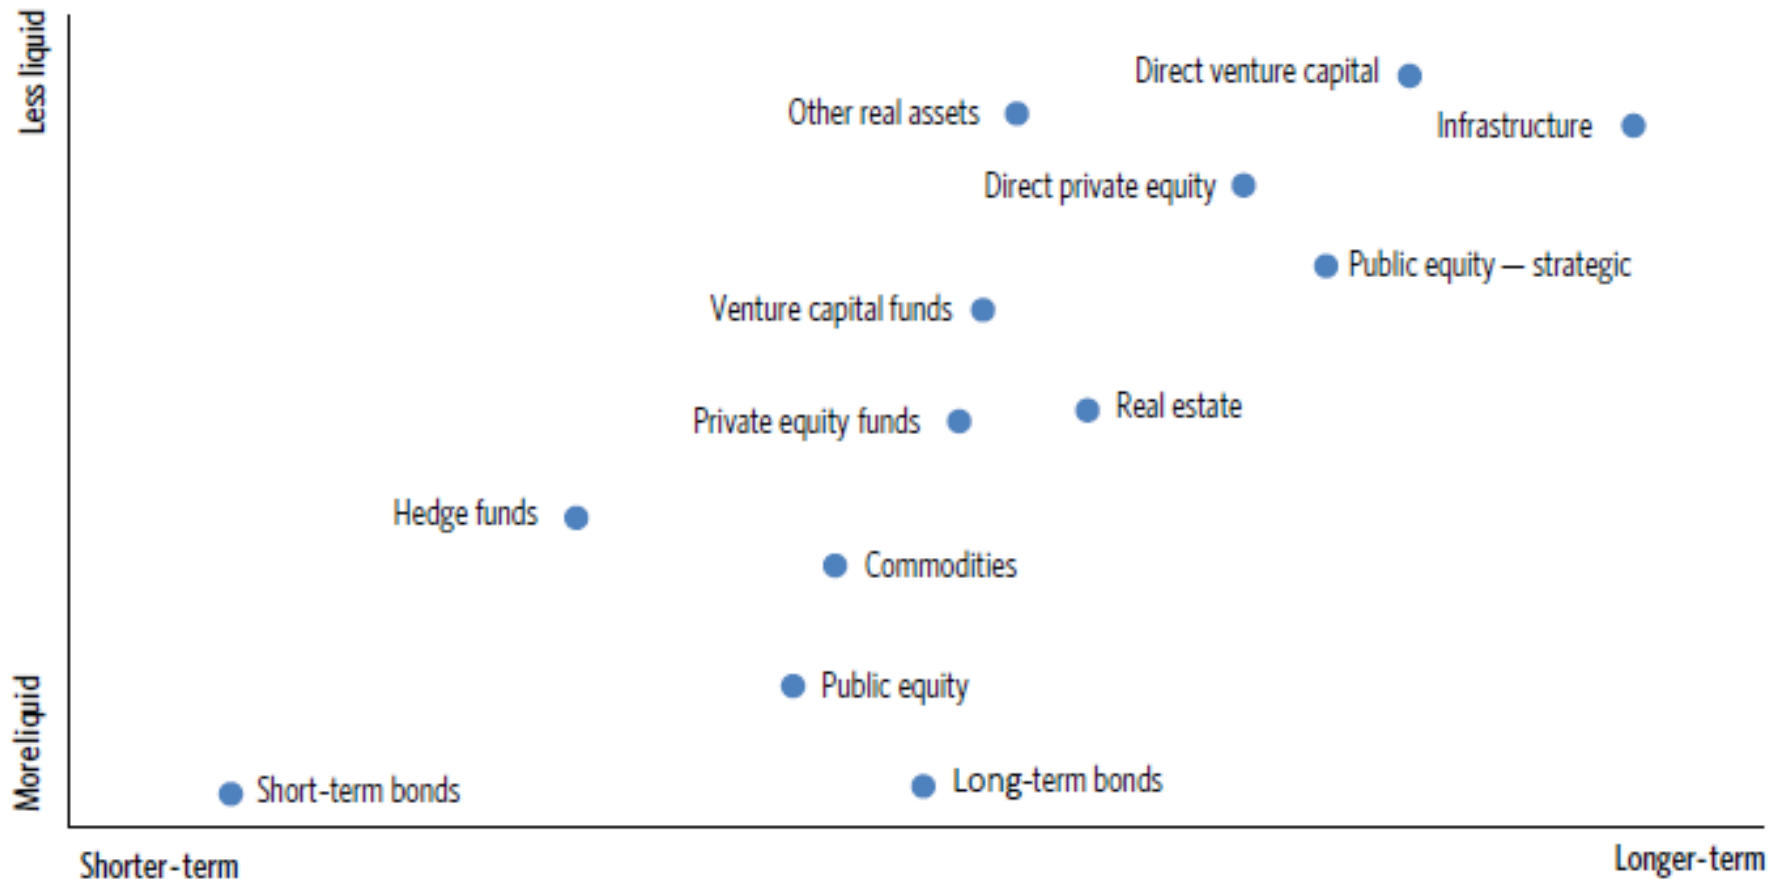 Less liquid
Direct venture capital
Other real assets
Infrastructure
Direct private equity
Public equity — strategic
Venture capital funds
Real estate
Private equity funds
Hedge funds
Commodities
Public equity
More liquid
Short-term bonds
Long-term bonds
Shorter-term
Longer-term